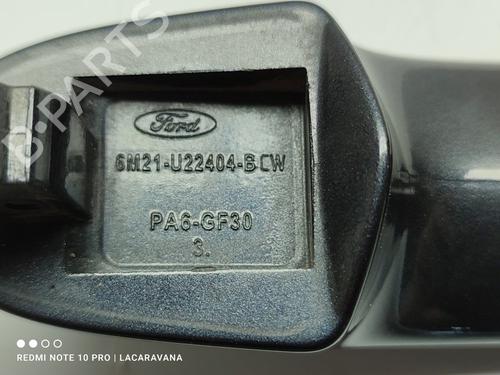 B-PARTS
Ford
6M21-U22404-BCW
PA6-GF30
3.
REDMI NOTE 10 PRO | LACARAVANA